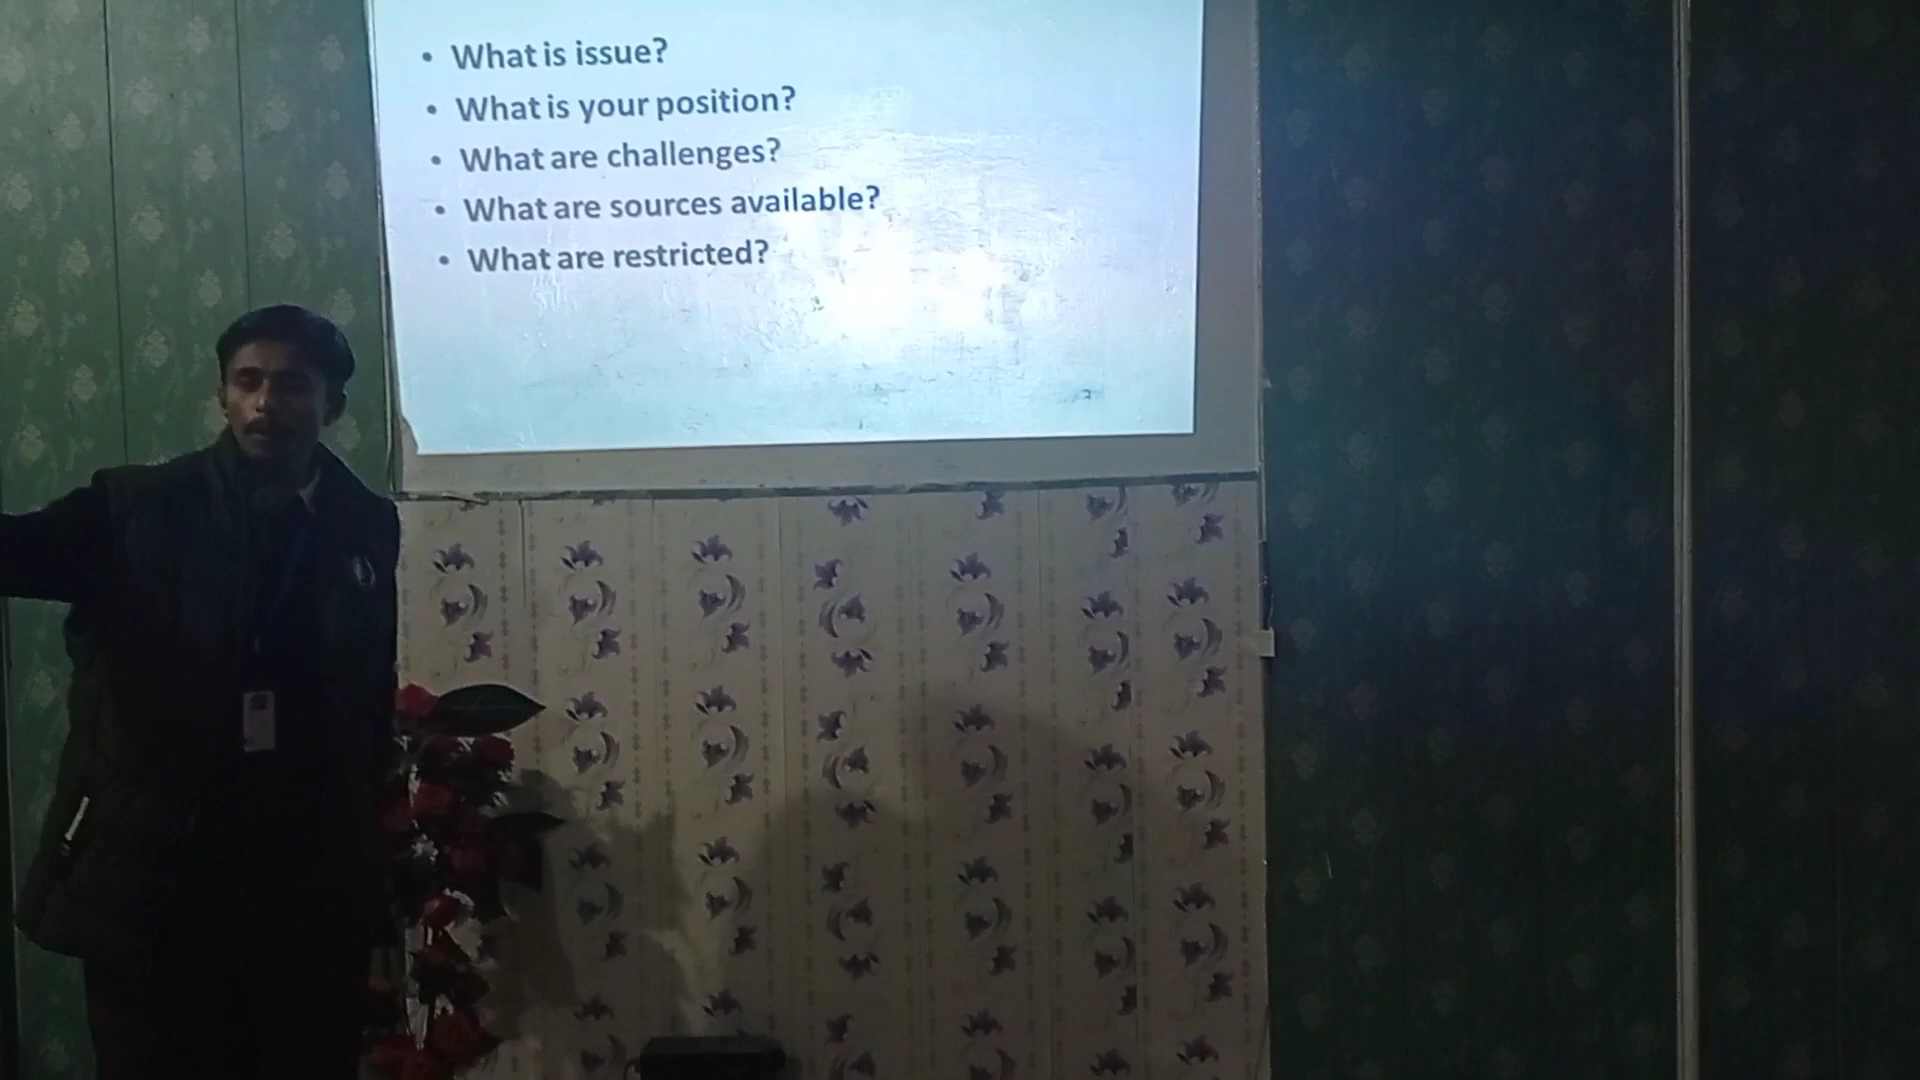 • What is issue?
• What is your position?
• What are challenges?
• What are sources available?
• What are restricted?